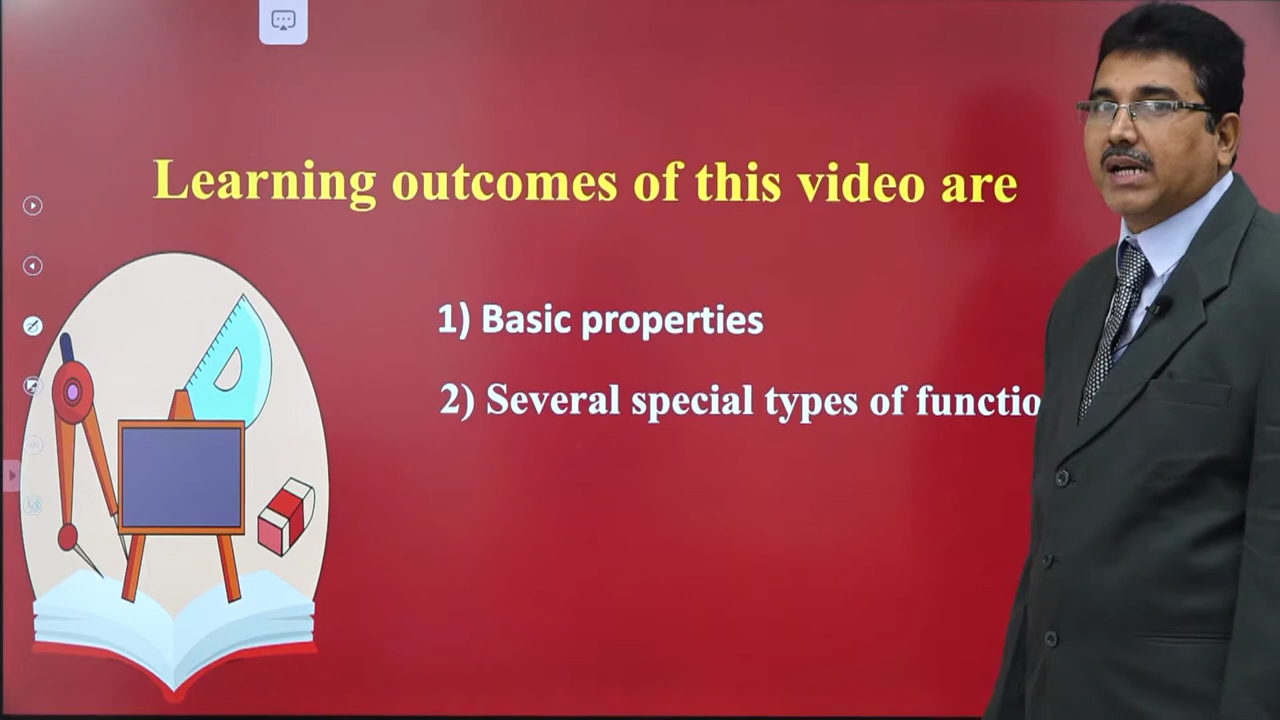 Learning outcomes of this video are
1) Basic properties
2) Several special types of functio